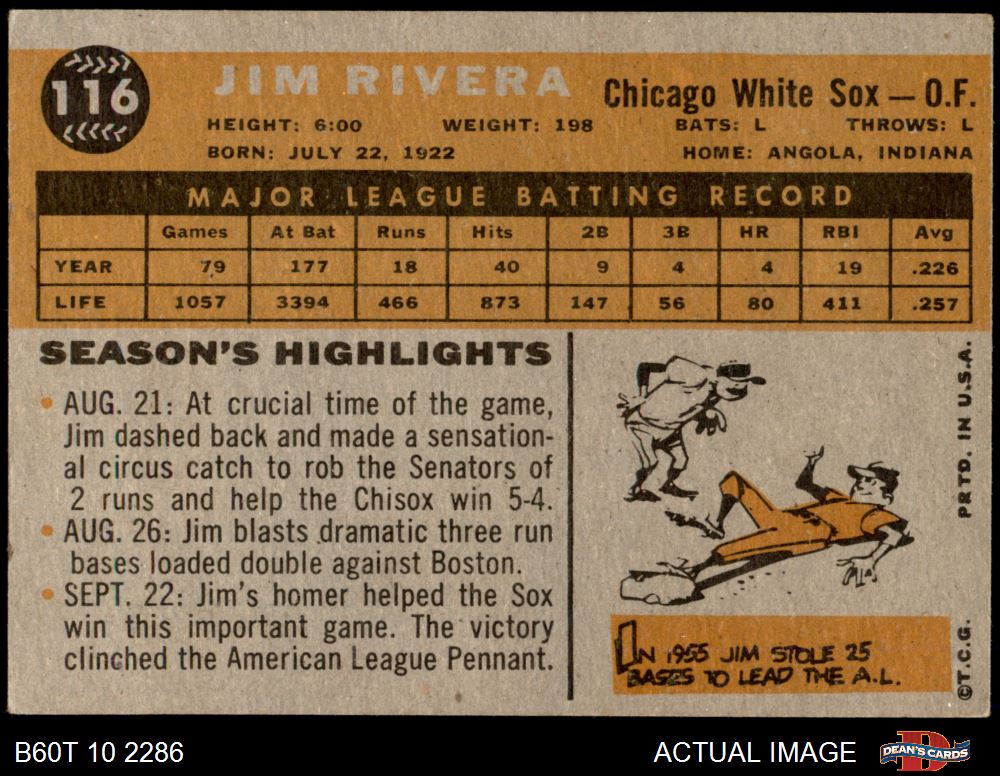 116
JIM RIVERA
Chicago White Sox — O.F.
HEIGHT: 6:00 WEIGHT: 198 BATS: L THROWS: L
BORN: JULY 22, 1922 HOME: ANGOLA, INDIANA
MAJOR LEAGUE BATTING RECORD
Games At Bat Runs Hits 2B 3B HR RBI Avg
YEAR 79 177 18 40 9 4 4 19 .226
LIFE 1057 3394 466 873 147 56 80 411 .257
SEASON'S HIGHLIGHTS
• AUG. 21: At crucial time of the game,
Jim dashed back and made a sensation-
al circus catch to rob the Senators of
2 runs and help the Chisox win 5-4.
• AUG. 26: Jim blasts dramatic three run
bases loaded double against Boston.
• SEPT. 22: Jim's homer helped the Sox
win this important game. The victory
clinched the American League Pennant.
IN 1955 JIM STOLE 25
BASES TO LEAD THE A.L.
©T.C.G. PRTD. IN U.S.A.
B60T 10 2286
ACTUAL IMAGE
DEAN'S CARDS